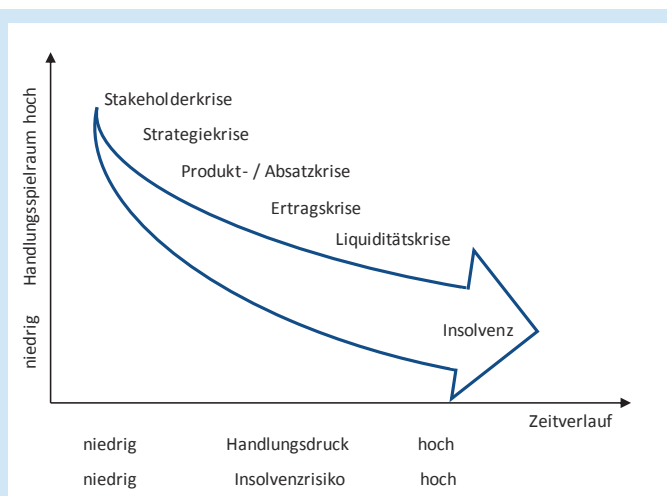 Stakeholderkrise
Strategiekrise
Produkt- / Absatzkrise
Ertragskrise
Liquiditätskrise
Insolvenz
niedrig Handlungsspielraum hoch
Zeitverlauf
niedrig Handlungsdruck hoch
niedrig Insolvenzrisiko hoch